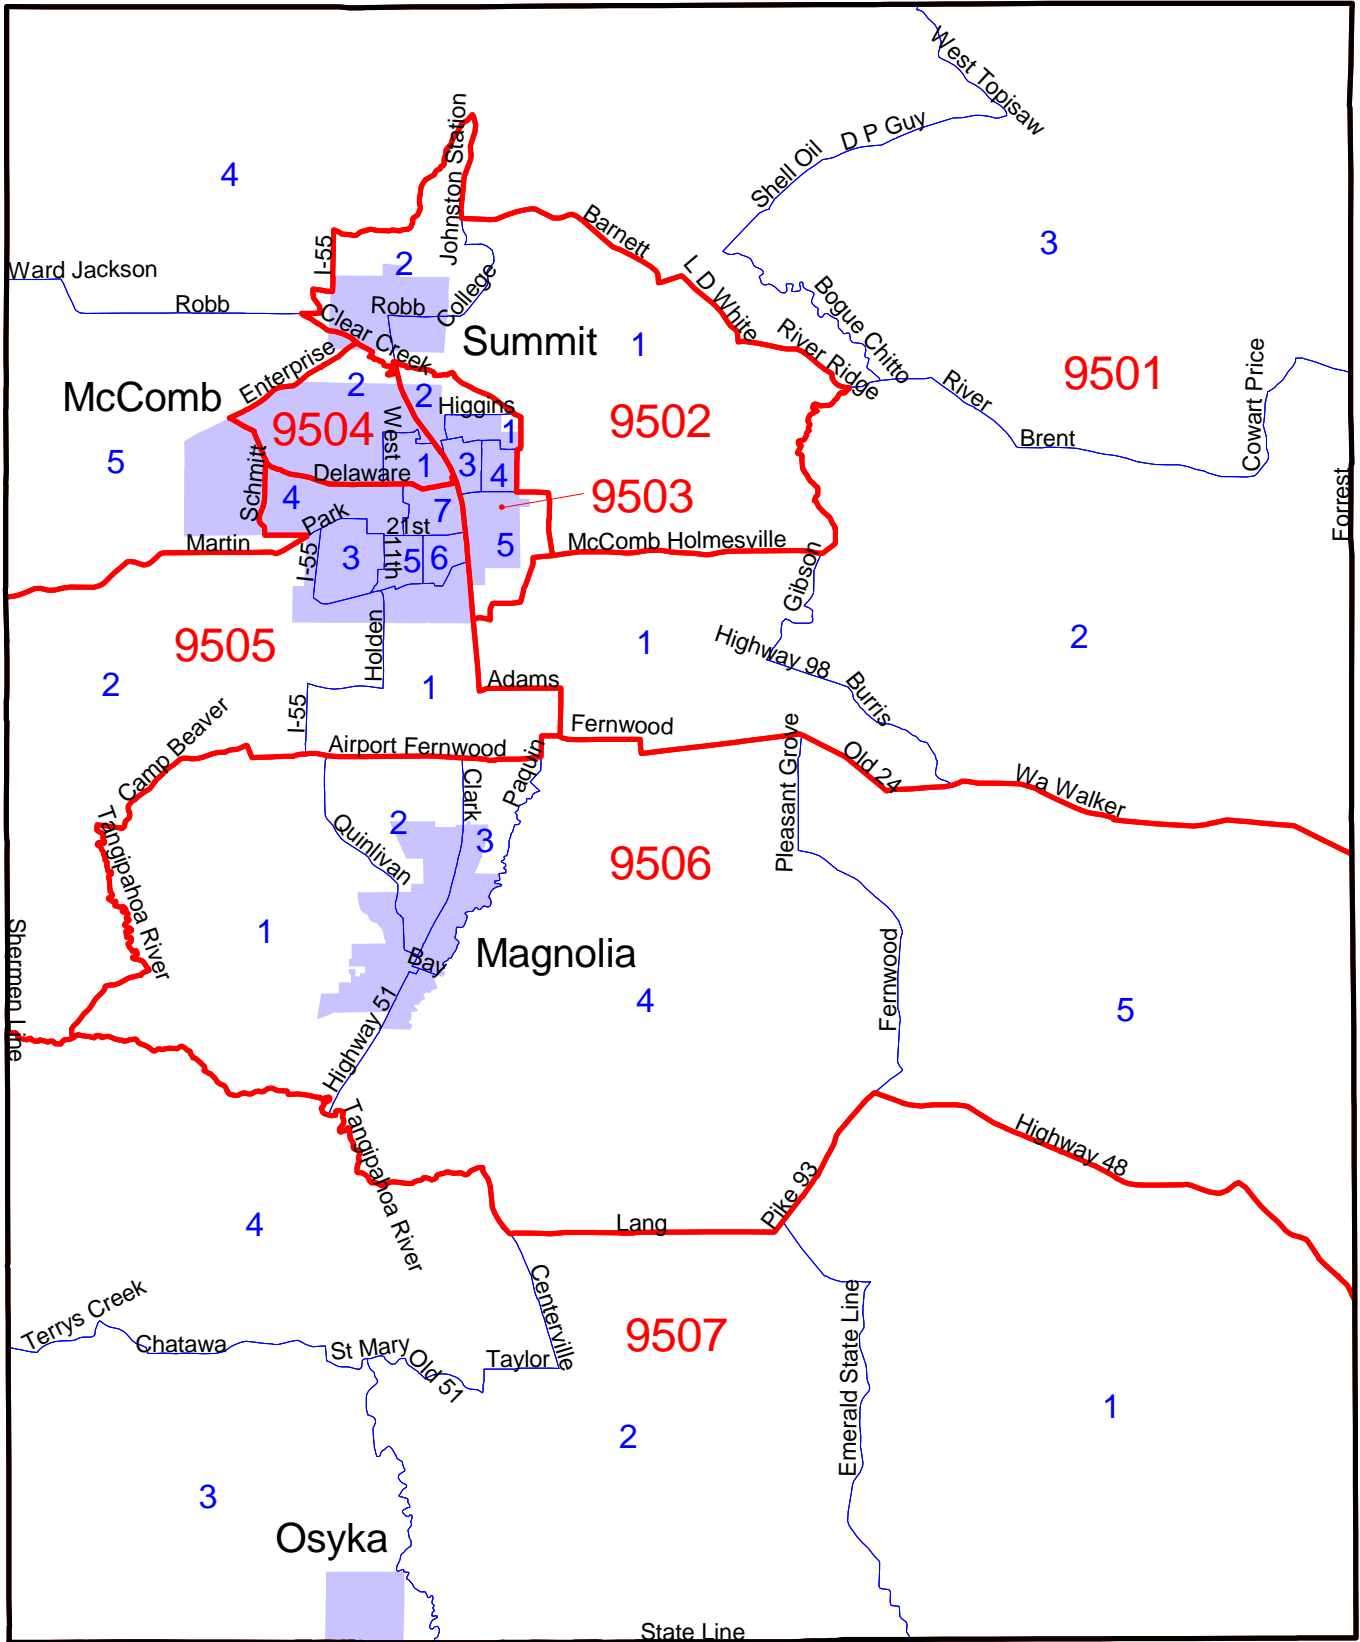 West Topisaw
D P Guy
Shell Oil
4
Johnston Station
Barnett
3
I-55
2
Ward Jackson
L D White
College
Bogue Chitto
Robb
Robb
Clear Creek
Summit
1
River Ridge
River
9501
Cowart Price
Enterprise
McComb
2
2
Higgins
9504
West
1
9502
Brent
5
Schmitt
Delaware
1
3
4
4
7
9503
Forrest
Park
21st
Martin
I-55
3
11th
5
6
5
McComb Holmesville
Gibson
9505
Holden
1
Highway 98
2
2
1
Adams
Burris
I-55
Camp Beaver
Airport Fernwood
Fernwood
Paquin
Pleasant Grove
Old 24
Wa Walker
Clark
Tangipahoa River
Quinlivan
2
3
9506
1
Shermen Line
Bay
Magnolia
Fernwood
4
5
Highway 51
Tangipahoa River
Highway 48
4
Lang
Pike 93
Centerville
Terrys Creek
Chatawa
St Mary
Old 51
Taylor
9507
Emerald State Line
1
2
3
Osyka
State Line